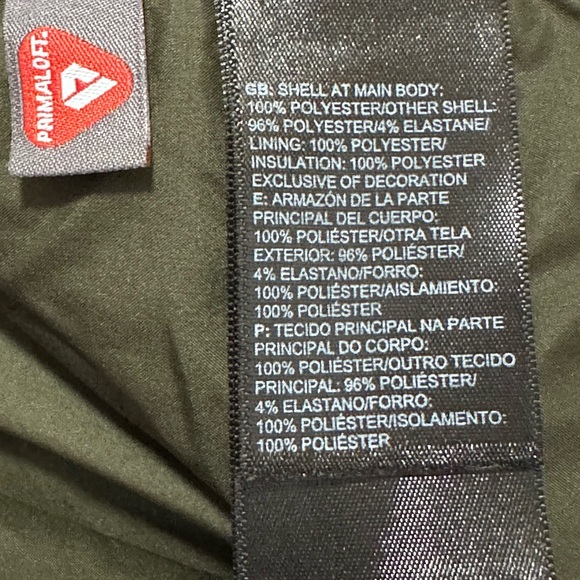 PRIMALOFT®
GB: SHELL AT MAIN BODY:
100% POLYESTER/OTHER SHELL:
96% POLYESTER/4% ELASTANE/
LINING: 100% POLYESTER/
INSULATION: 100% POLYESTER
EXCLUSIVE OF DECORATION
E: ARMAZÓN DE LA PARTE
PRINCIPAL DEL CUERPO:
100% POLIÉSTER/OTRA TELA
EXTERIOR: 96% POLIÉSTER/
4% ELASTANO/FORRO:
100% POLIÉSTER/AISLAMIENTO:
100% POLIÉSTER
P: TECIDO PRINCIPAL NA PARTE
PRINCIPAL DO CORPO:
100% POLIÉSTER/OUTRO TECIDO
PRINCIPAL: 96% POLIÉSTER/
4% ELASTANO/FORRO:
100% POLIÉSTER/ISOLAMENTO:
100% POLIÉSTER